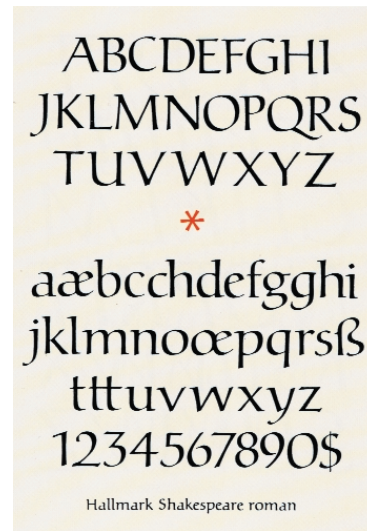 ABCDEFGHI
JKLMNOPQRS
TUVWXYZ
*
aæbcchdefgghi
jklmnoœpqrsß
tttuvwxyz
1234567890$
Hallmark Shakespeare roman